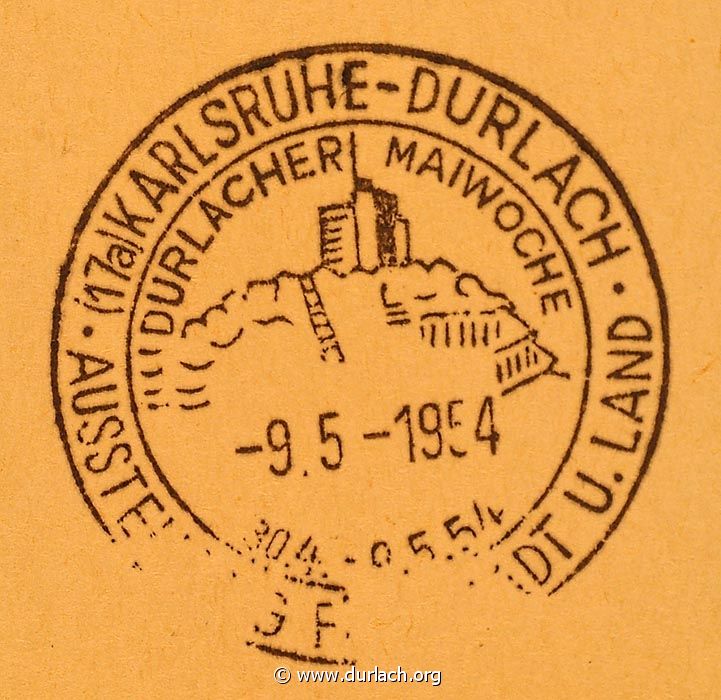 (17a) KARLSRUHE-DURLACH
DURLACHER MAIWOCHE
-9.5-1954
30.4. - 9.5.54
· AUSSTE G F DT U. LAND ·
© www.durlach.org